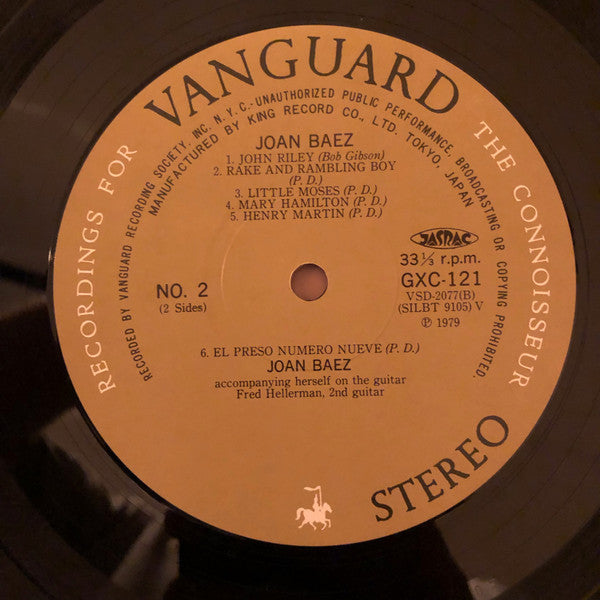 RECORDINGS FOR VANGUARD THE CONNOISSEUR
RECORDED BY VANGUARD RECORDING SOCIETY, INC. N.Y.C.-UNAUTHORIZED PUBLIC PERFORMANCE, BROADCASTING OR COPYING PROHIBITED.
MANUFACTURED BY KING RECORD CO., LTD. TOKYO, JAPAN
JOAN BAEZ
1. JOHN RILEY (Bob Gibson)
2. RAKE AND RAMBLING BOY
(P. D.)
3. LITTLE MOSES (P. D.)
4. MARY HAMILTON (P. D.)
5. HENRY MARTIN (P. D.)
JASRAC
33⅓ r.p.m.
NO. 2
(2 Sides)
GXC-121
VSD-2077(B)
(SILBT 9105) V
℗ 1979
6. EL PRESO NUMERO NUEVE (P. D.)
JOAN BAEZ
accompanying herself on the guitar
Fred Hellerman, 2nd guitar
STEREO